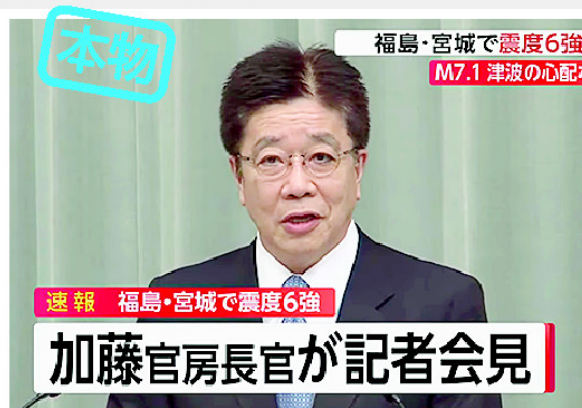 本物
福島・宮城で震度6強
M7.1 津波の心配
速報 福島・宮城で震度6強
加藤官房長官が記者会見